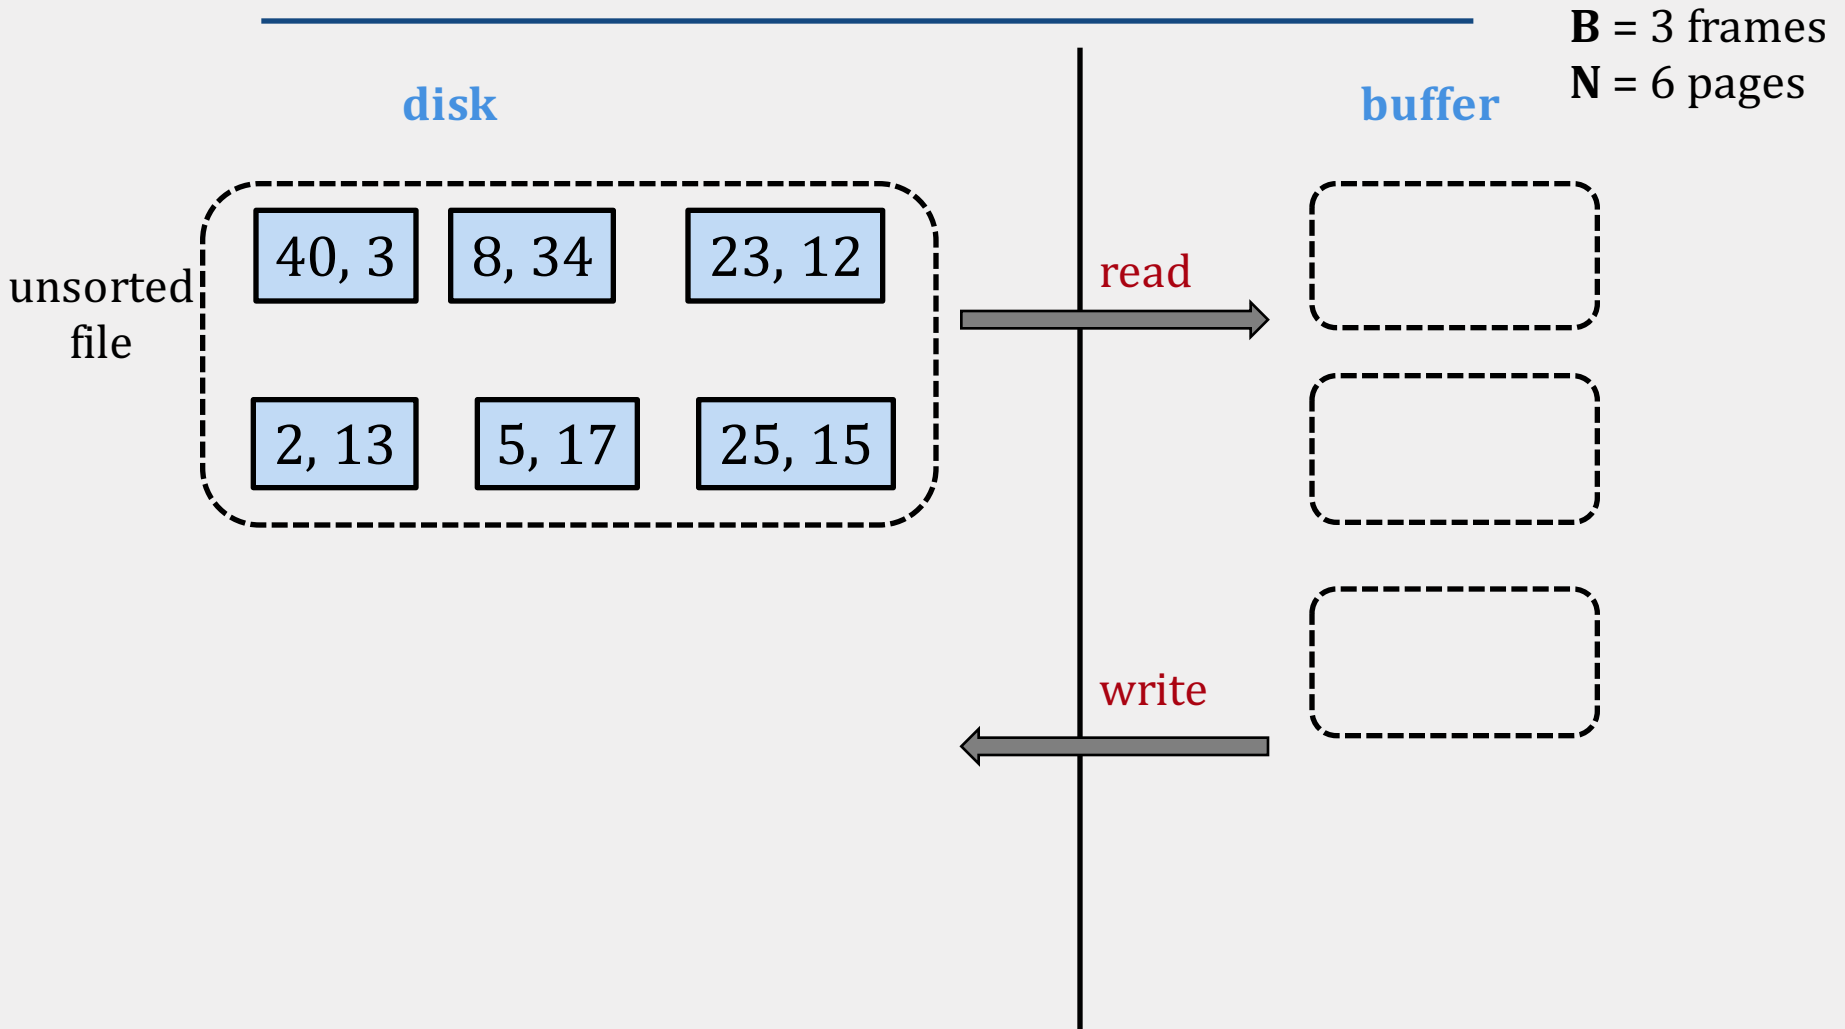 B = 3 frames
N = 6 pages
disk
buffer
40, 3
8, 34
23, 12
unsorted
file
read
2, 13
5, 17
25, 15
write